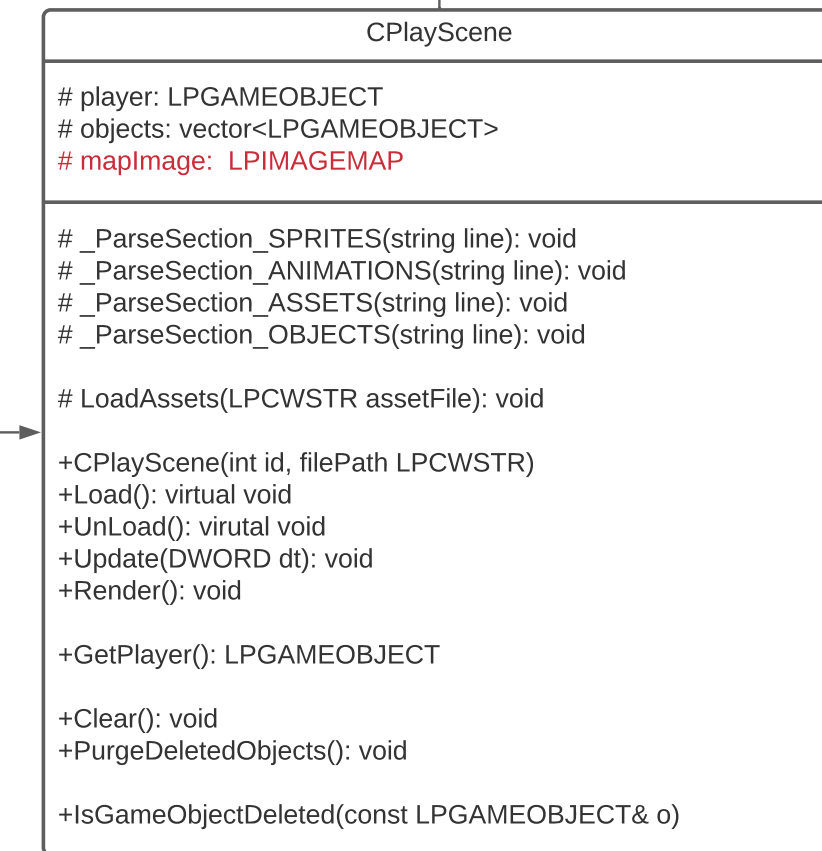 CPlayScene
# player: LPGAMEOBJECT
# objects: vector<LPGAMEOBJECT>
# mapImage:  LPIMAGEMAP
# _ParseSection_SPRITES(string line): void
# _ParseSection_ANIMATIONS(string line): void
# _ParseSection_ASSETS(string line): void
# _ParseSection_OBJECTS(string line): void
# LoadAssets(LPCWSTR assetFile): void
+CPlayScene(int id, filePath LPCWSTR)
+Load(): virtual void
+UnLoad(): virutal void
+Update(DWORD dt): void
+Render(): void
+GetPlayer(): LPGAMEOBJECT
+Clear(): void
+PurgeDeletedObjects(): void
+IsGameObjectDeleted(const LPGAMEOBJECT& o)